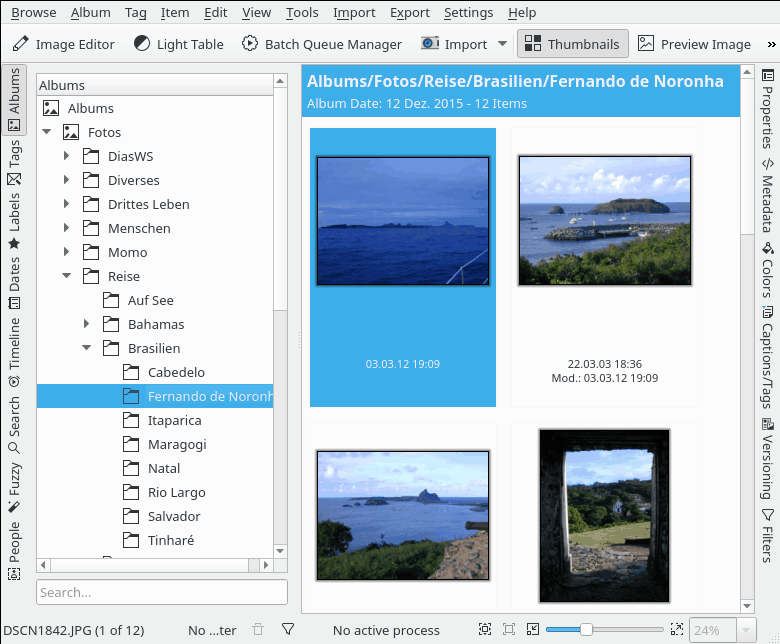 Browse Album Tag Item Edit View Tools Import Export Settings Help
Image Editor Light Table Batch Queue Manager Import Thumbnails Preview Image »
Albums
Tags
Labels
Dates
Timeline
Search
Fuzzy
People
Albums
Albums
Fotos
DiasWS
Diverses
Drittes Leben
Menschen
Momo
Reise
Auf See
Bahamas
Brasilien
Cabedelo
Fernando de Noronh
Itaparica
Maragogi
Natal
Rio Largo
Salvador
Tinharé
Search...
Albums/Fotos/Reise/Brasilien/Fernando de Noronha
Album Date: 12 Dez. 2015 - 12 Items
03.03.12 19:09
22.03.03 18:36
Mod.: 03.03.12 19:09
Properties
Metadata
Colors
Captions/Tags
Versioning
Filters
DSCN1842.JPG (1 of 12) No ...ter No active process 24%